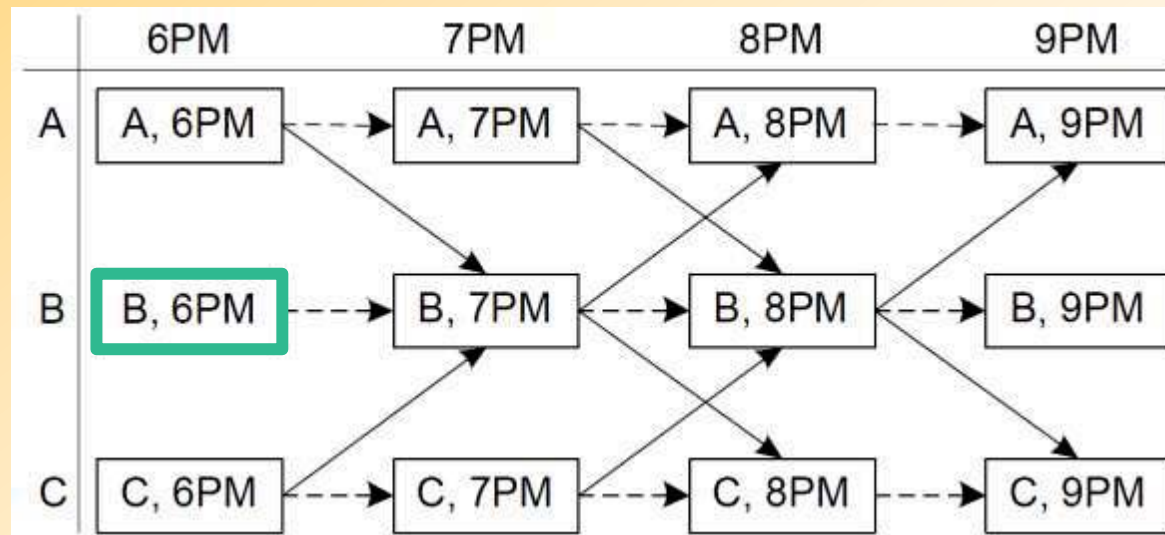 6PM 7PM 8PM 9PM
A A, 6PM A, 7PM A, 8PM A, 9PM
B B, 6PM B, 7PM B, 8PM B, 9PM
C C, 6PM C, 7PM C, 8PM C, 9PM